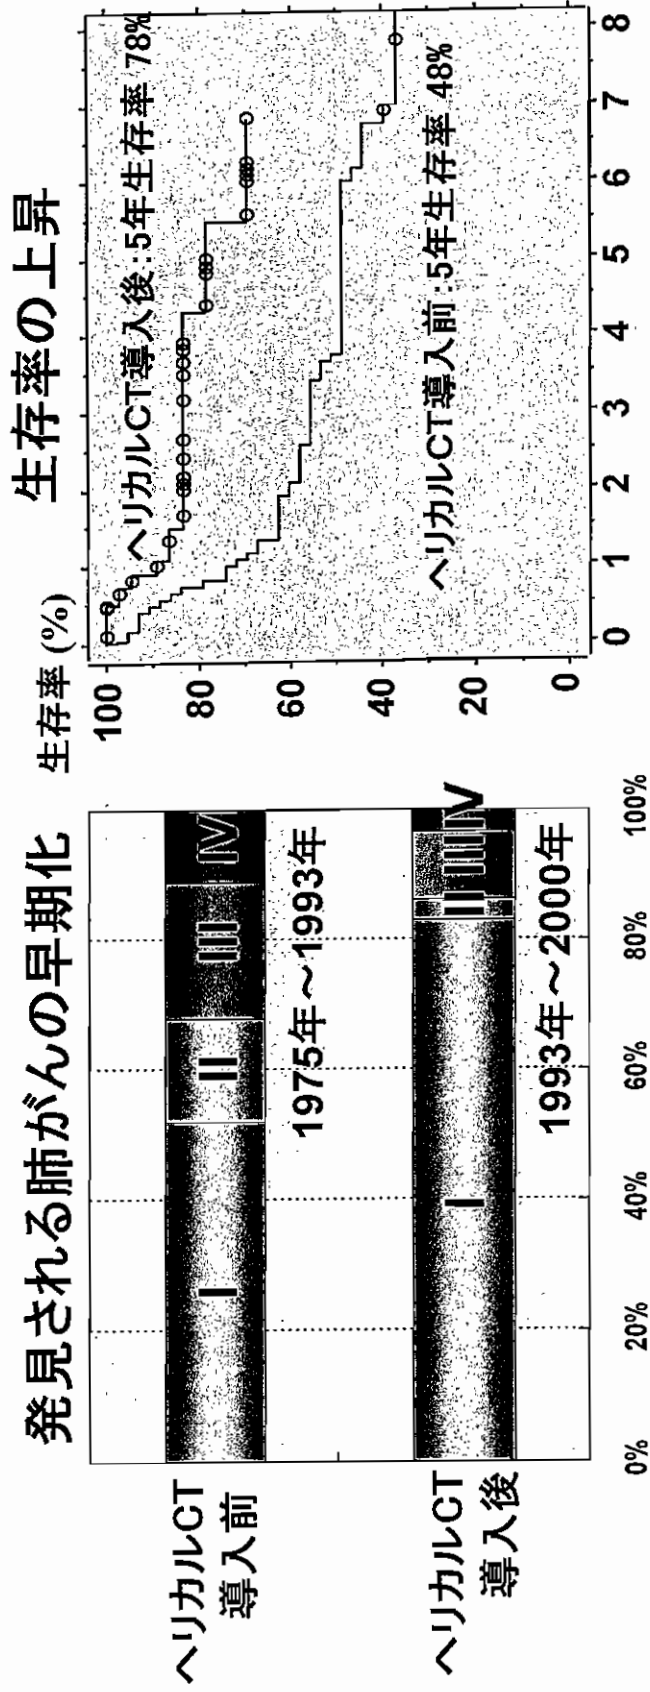 発見される肺がんの早期化
ヘリカルCT
導入前
I
II
III
IV
1975年～1993年
ヘリカルCT
導入後
I
II
III
IV
1993年～2000年
0%
20%
40%
60%
80%
100%
生存率の上昇
生存率 (%)
100
80
60
40
20
0
ヘリカルCT導入後:5年生存率 78%
ヘリカルCT導入前:5年生存率 48%
0
1
2
3
4
5
6
7
8